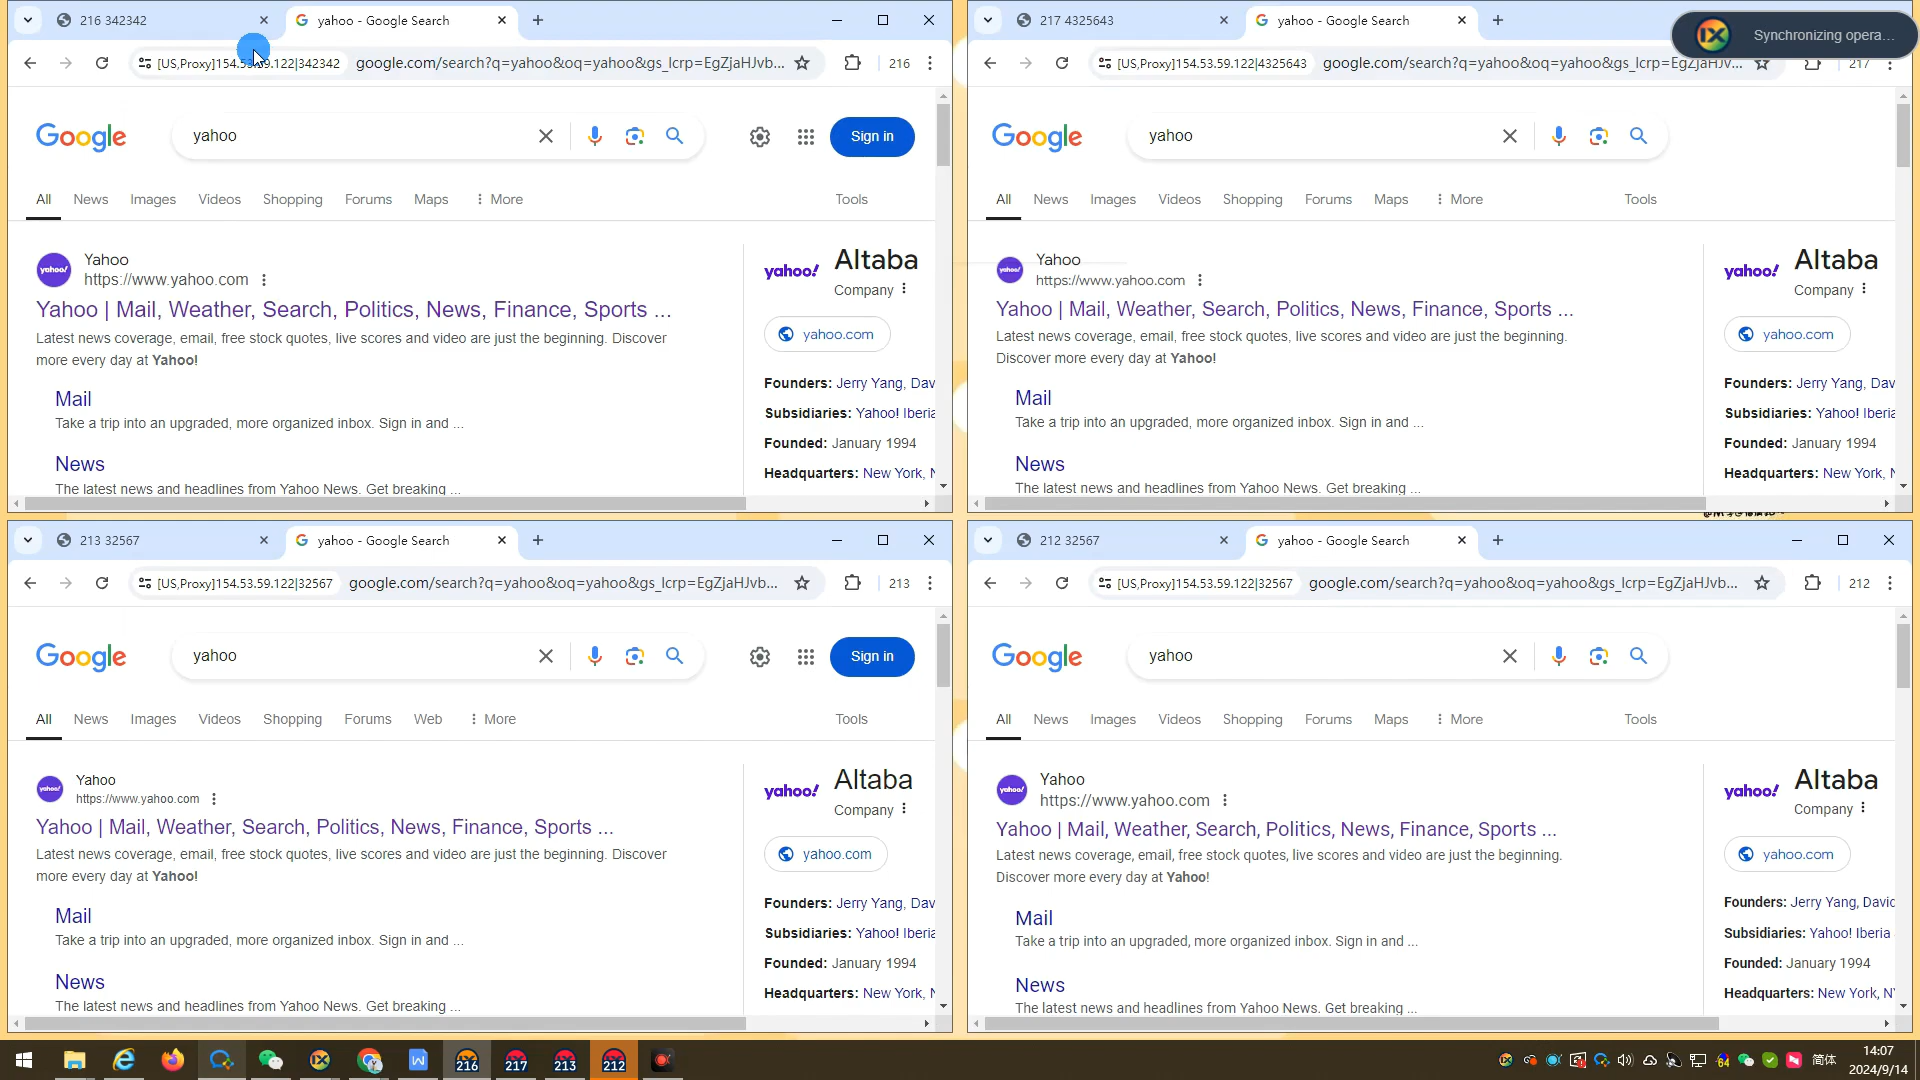 216 342342
yahoo - Google Search
[US,Proxy]154.53.59.122|342342
google.com/search?q=yahoo&oq=yahoo&gs_lcrp=EgZjaHJvb...
216
Google
yahoo
Sign in
All
News
Images
Videos
Shopping
Forums
Maps
More
Tools
yahoo!
Yahoo
https://www.yahoo.com
Yahoo | Mail, Weather, Search, Politics, News, Finance, Sports ...
Latest news coverage, email, free stock quotes, live scores and video are just the beginning. Discover
more every day at Yahoo!
Mail
Take a trip into an upgraded, more organized inbox. Sign in and ...
News
The latest news and headlines from Yahoo News. Get breaking ...
yahoo!
Altaba
Company
yahoo.com
Founders: Jerry Yang, Dav
Subsidiaries: Yahoo! Iberia
Founded: January 1994
Headquarters: New York, N
217 4325643
yahoo - Google Search
Synchronizing opera...
[US,Proxy]154.53.59.122|4325643
google.com/search?q=yahoo&oq=yahoo&gs_lcrp=EgZjaHJv...
217
Google
yahoo
All
News
Images
Videos
Shopping
Forums
Maps
More
Tools
yahoo!
Yahoo
https://www.yahoo.com
Yahoo | Mail, Weather, Search, Politics, News, Finance, Sports ...
Latest news coverage, email, free stock quotes, live scores and video are just the beginning.
Discover more every day at Yahoo!
Mail
Take a trip into an upgraded, more organized inbox. Sign in and ...
News
The latest news and headlines from Yahoo News. Get breaking ...
yahoo!
Altaba
Company
yahoo.com
Founders: Jerry Yang, Dav
Subsidiaries: Yahoo! Iberia
Founded: January 1994
Headquarters: New York, N
213 32567
yahoo - Google Search
[US,Proxy]154.53.59.122|32567
google.com/search?q=yahoo&oq=yahoo&gs_lcrp=EgZjaHJvb...
213
Google
yahoo
Sign in
All
News
Images
Videos
Shopping
Forums
Web
More
Tools
yahoo!
Yahoo
https://www.yahoo.com
Yahoo | Mail, Weather, Search, Politics, News, Finance, Sports ...
Latest news coverage, email, free stock quotes, live scores and video are just the beginning. Discover
more every day at Yahoo!
Mail
Take a trip into an upgraded, more organized inbox. Sign in and ...
News
The latest news and headlines from Yahoo News. Get breaking ...
yahoo!
Altaba
Company
yahoo.com
Founders: Jerry Yang, Dav
Subsidiaries: Yahoo! Iberia
Founded: January 1994
Headquarters: New York, N
212 32567
yahoo - Google Search
[US,Proxy]154.53.59.122|32567
google.com/search?q=yahoo&oq=yahoo&gs_lcrp=EgZjaHJvb...
212
Google
yahoo
All
News
Images
Videos
Shopping
Forums
Maps
More
Tools
yahoo!
Yahoo
https://www.yahoo.com
Yahoo | Mail, Weather, Search, Politics, News, Finance, Sports ...
Latest news coverage, email, free stock quotes, live scores and video are just the beginning.
Discover more every day at Yahoo!
Mail
Take a trip into an upgraded, more organized inbox. Sign in and ...
News
The latest news and headlines from Yahoo News. Get breaking ...
yahoo!
Altaba
Company
yahoo.com
Founders: Jerry Yang, David
Subsidiaries: Yahoo! Iberia
Founded: January 1994
Headquarters: New York, NY
216
217
213
212
64
简体
14:07
2024/9/14